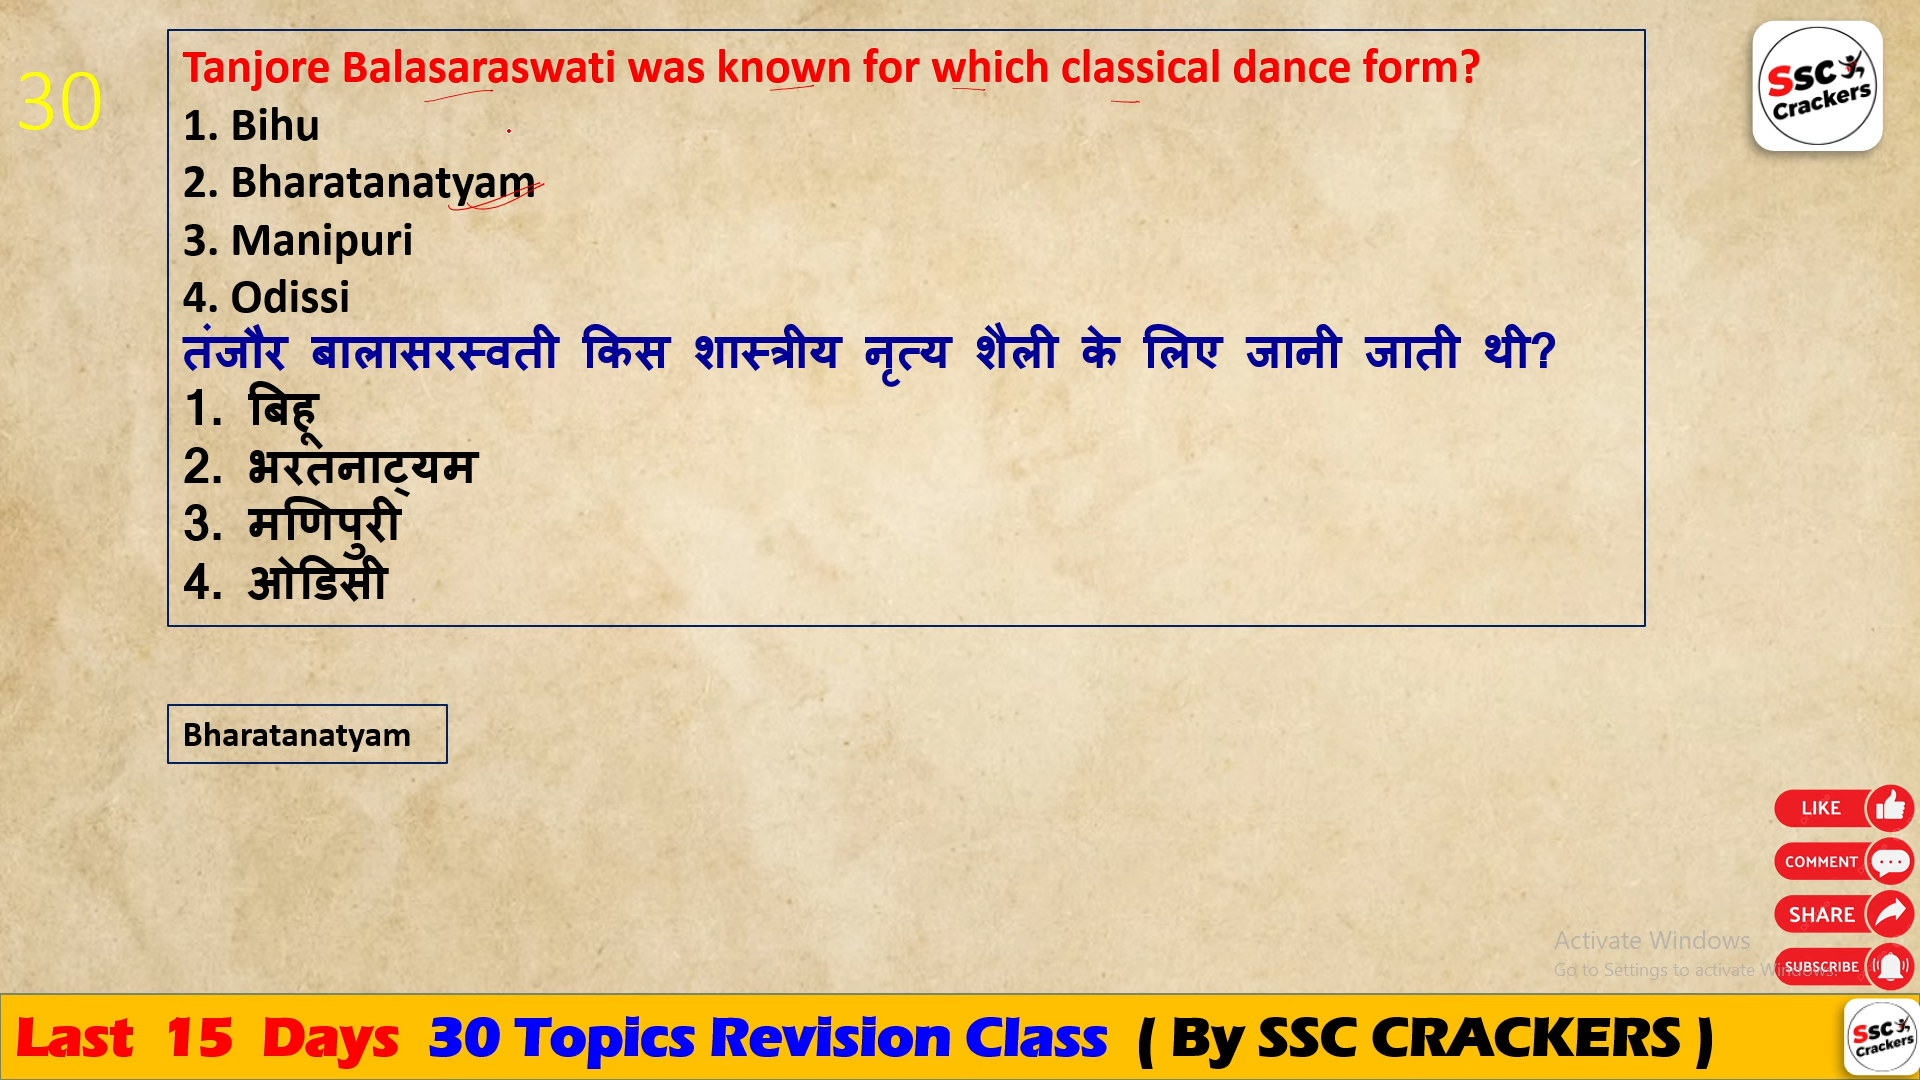 30
Tanjore Balasaraswati was known for which classical dance form?
1. Bihu
2. Bharatanatyam
3. Manipuri
4. Odissi
तंजौर बालासरस्वती किस शास्त्रीय नृत्य शैली के लिए जानी जाती थी?
1. बिहू
2. भरतनाट्यम
3. मणिपुरी
4. ओडिसी
Bharatanatyam
SSC
Crackers
LIKE
COMMENT
SHARE
SUBSCRIBE
Activate Windows
Go to Settings to activate Windows.
Last 15 Days 30 Topics Revision Class ( By SSC CRACKERS )
SSC
Crackers